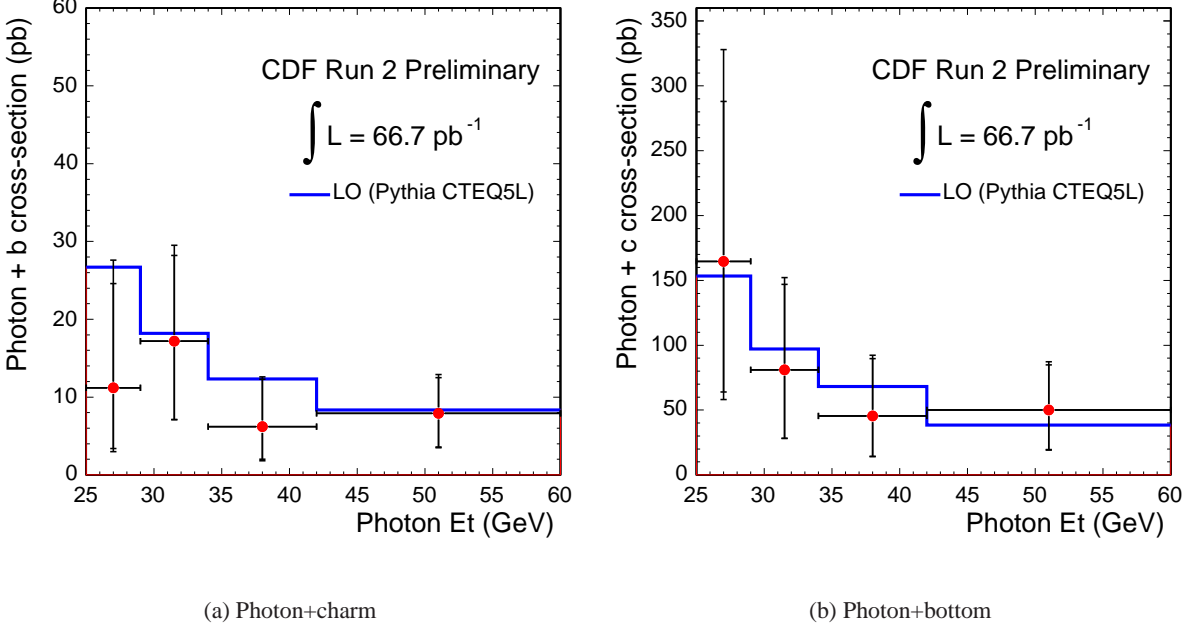 Photon + b cross-section (pb)
60
50
40
30
20
10
0
CDF Run 2 Preliminary
∫ L = 66.7 pb⁻¹
LO (Pythia CTEQ5L)
25 30 35 40 45 50 55 60
Photon Et (GeV)
(a) Photon+charm
Photon + c cross-section (pb)
350
300
250
200
150
100
50
0
CDF Run 2 Preliminary
∫ L = 66.7 pb⁻¹
LO (Pythia CTEQ5L)
25 30 35 40 45 50 55 60
Photon Et (GeV)
(b) Photon+bottom